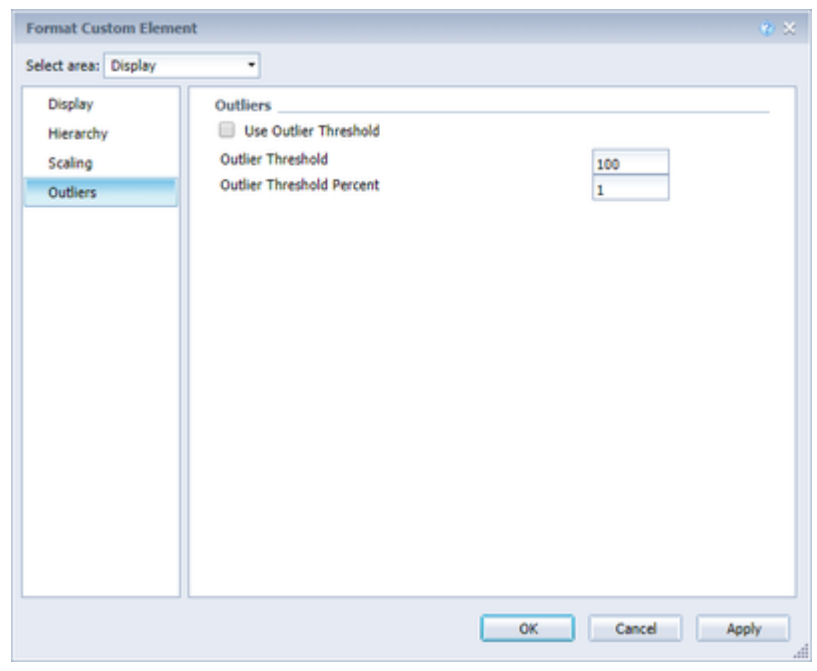 Format Custom Element
Select area: Display
Display
Hierarchy
Scaling
Outliers
Outliers
Use Outlier Threshold
Outlier Threshold 100
Outlier Threshold Percent 1
OK Cancel Apply